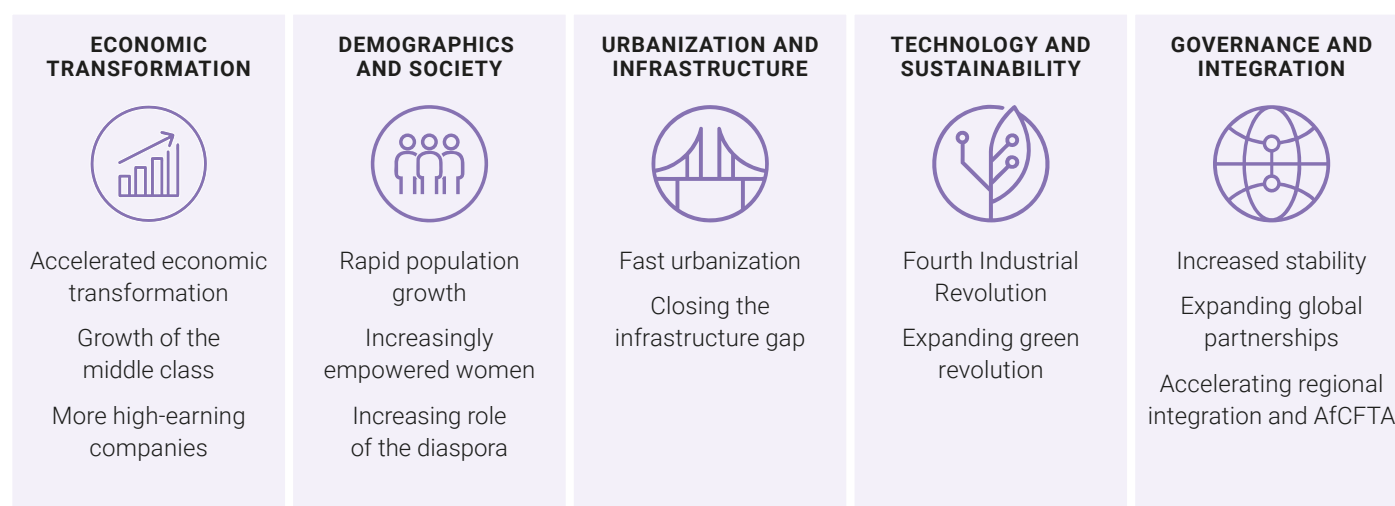 ECONOMIC
TRANSFORMATION
Accelerated economic
transformation
Growth of the
middle class
More high-earning
companies
DEMOGRAPHICS
AND SOCIETY
Rapid population
growth
Increasingly
empowered women
Increasing role
of the diaspora
URBANIZATION AND
INFRASTRUCTURE
Fast urbanization
Closing the
infrastructure gap
TECHNOLOGY AND
SUSTAINABILITY
Fourth Industrial
Revolution
Expanding green
revolution
GOVERNANCE AND
INTEGRATION
Increased stability
Expanding global
partnerships
Accelerating regional
integration and AfCFTA